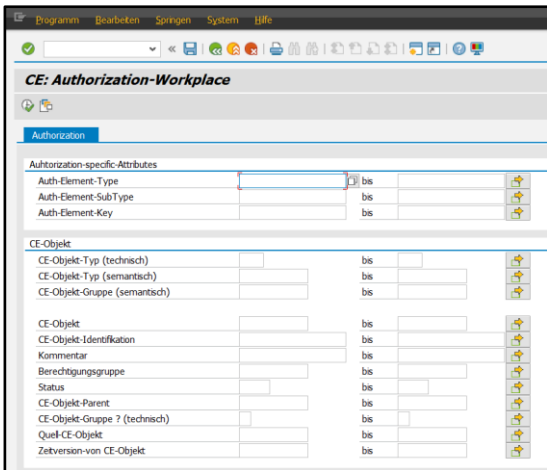 Programm Bearbeiten Springen System Hilfe
CE: Authorization-Workplace
Authorization
Auhtorization-specific-Attributes
Auth-Element-Type bis
Auth-Element-SubType bis
Auth-Element-Key bis
CE-Objekt
CE-Objekt-Typ (technisch) bis
CE-Objekt-Typ (semantisch) bis
CE-Objekt-Gruppe (semantisch) bis
CE-Objekt bis
CE-Objekt-Identifikation bis
Kommentar bis
Berechtigungsgruppe bis
Status bis
CE-Objekt-Parent bis
CE-Objekt-Gruppe ? (technisch) bis
Quell-CE-Objekt bis
Zeitversion-von CE-Objekt bis